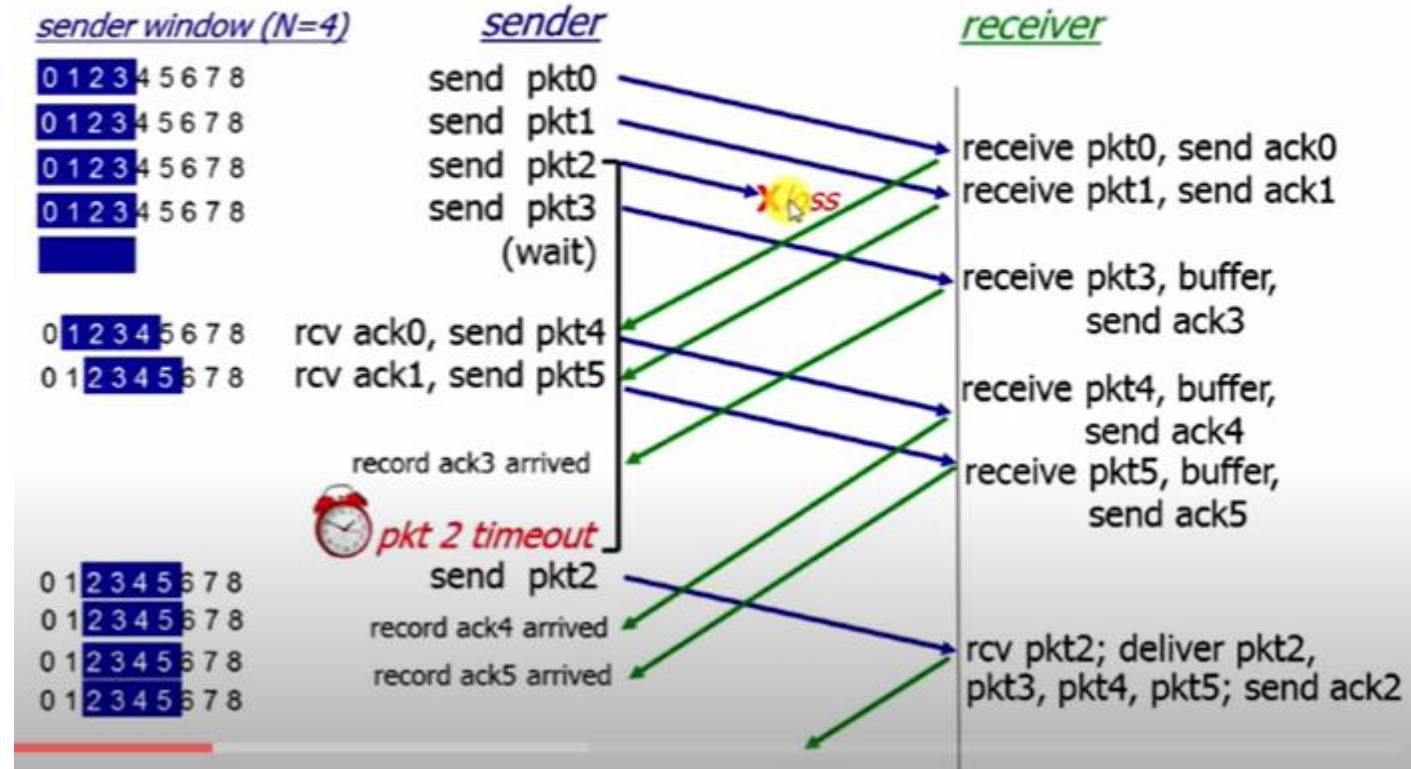 sender window (N=4) sender receiver
0 1 2 3 4 5 6 7 8 send pkt0
0 1 2 3 4 5 6 7 8 send pkt1
receive pkt0, send ack0
0 1 2 3 4 5 6 7 8 send pkt2
X loss
receive pkt1, send ack1
0 1 2 3 4 5 6 7 8 send pkt3
(wait)
receive pkt3, buffer,
send ack3
0 1 2 3 4 5 6 7 8 rcv ack0, send pkt4
0 1 2 3 4 5 6 7 8 rcv ack1, send pkt5
receive pkt4, buffer,
send ack4
record ack3 arrived
receive pkt5, buffer,
send ack5
pkt 2 timeout
0 1 2 3 4 5 6 7 8 send pkt2
0 1 2 3 4 5 6 7 8 record ack4 arrived
0 1 2 3 4 5 6 7 8 record ack5 arrived
rcv pkt2; deliver pkt2,
0 1 2 3 4 5 6 7 8 pkt3, pkt4, pkt5; send ack2